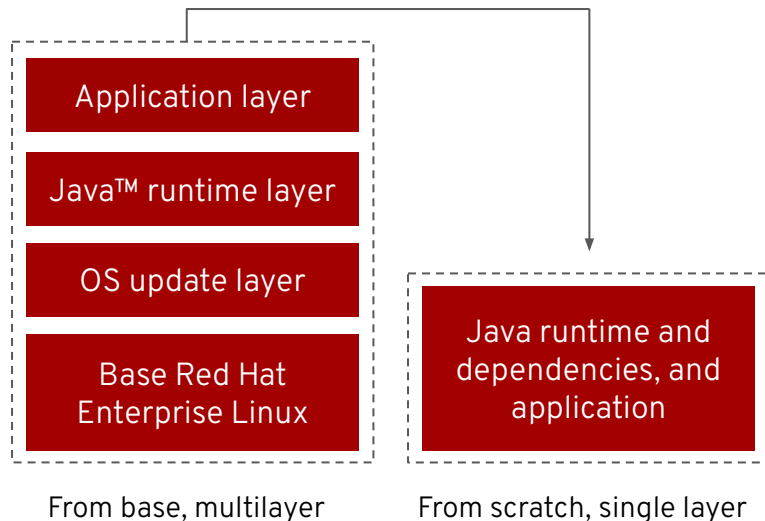 Application layer
Java™ runtime layer
OS update layer
Base Red Hat
Enterprise Linux
From base, multilayer
Java runtime and
dependencies, and
application
From scratch, single layer